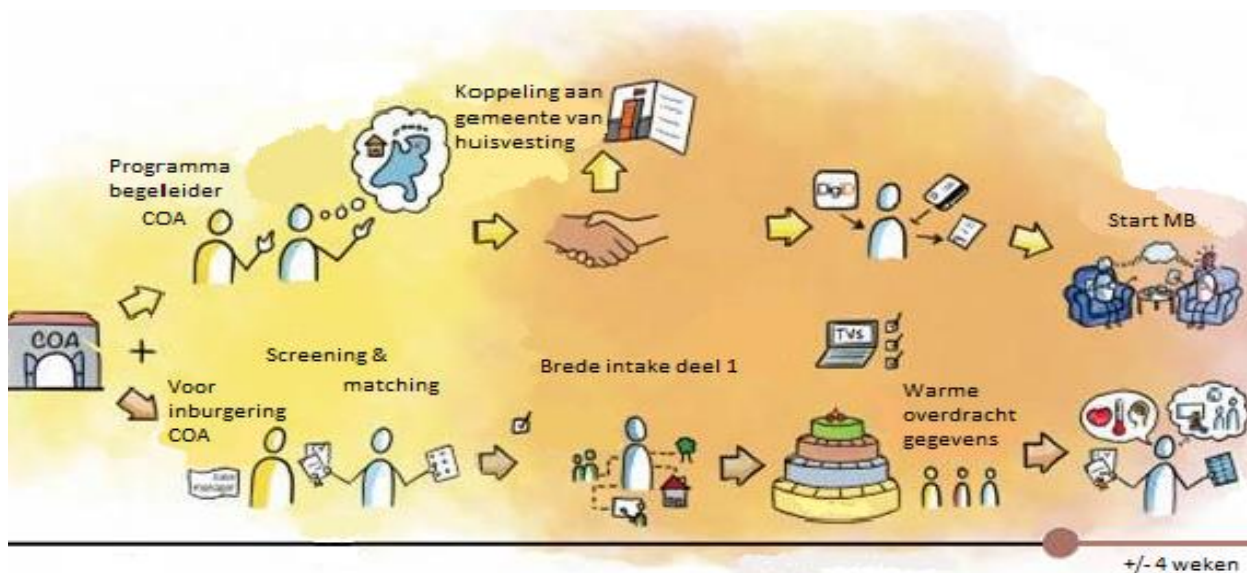 Koppeling aan
gemeente van
huisvesting
Programma
begeleider
COA
DigiD
Start MB
COA
+
Screening &
matching
Voor
inburgering
COA
Brede intake deel 1
TVS
Warme
overdracht
gegevens
manager
+/- 4 weken